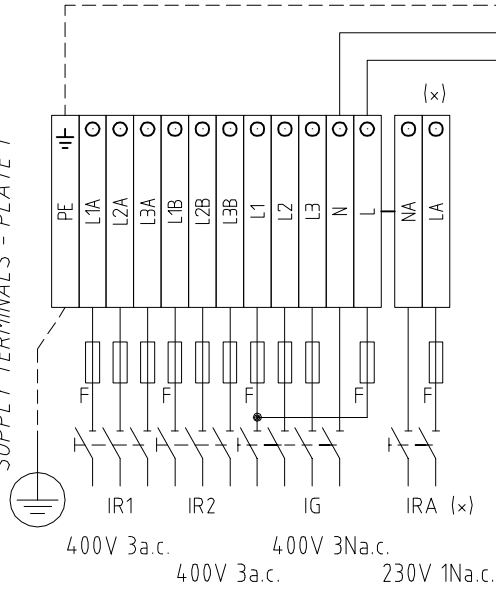 (x)
SUPPLY TERMINALS - PLATE 1
PE L1A L2A L3A L1B L2B L3B L1 L2 L3 N L NA LA
F F F F F
IR1 IR2 IG IRA (x)
400V 3a.c. 400V 3Na.c.
400V 3a.c. 230V 1Na.c.